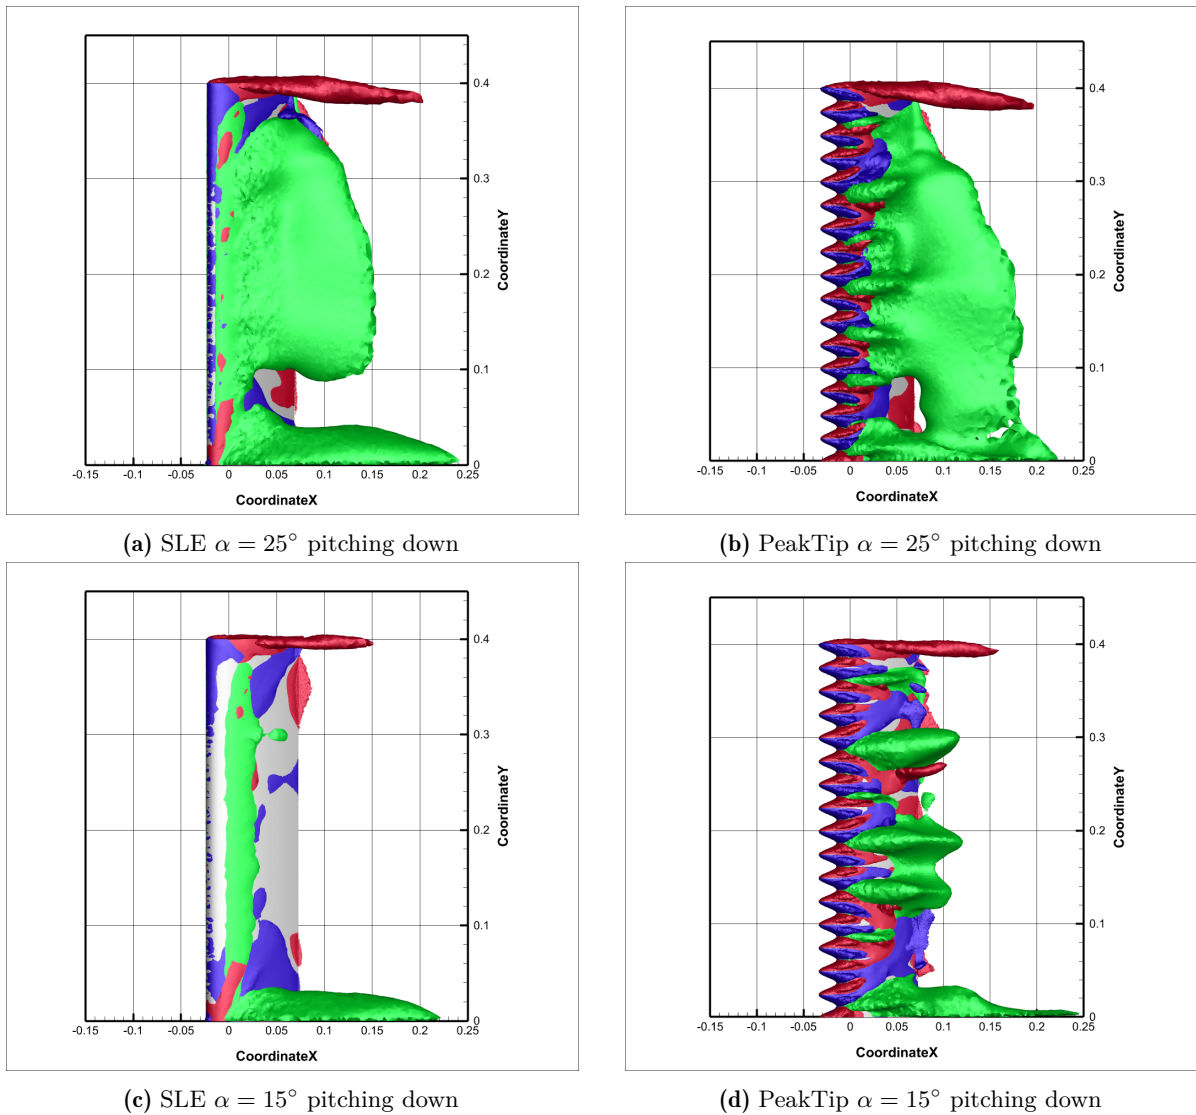 0.4
0.3
0.2
0.1
0
CoordinateY
-0.15 -0.1 -0.05 0 0.05 0.1 0.15 0.2 0.25
CoordinateX
(a) SLE α = 25° pitching down
0.4
0.3
0.2
0.1
0
CoordinateY
-0.15 -0.1 -0.05 0 0.05 0.1 0.15 0.2 0.25
CoordinateX
(b) PeakTip α = 25° pitching down
0.4
0.3
0.2
0.1
0
CoordinateY
-0.15 -0.1 -0.05 0 0.05 0.1 0.15 0.2 0.25
CoordinateX
(c) SLE α = 15° pitching down
0.4
0.3
0.2
0.1
0
CoordinateY
-0.15 -0.1 -0.05 0 0.05 0.1 0.15 0.2 0.25
CoordinateX
(d) PeakTip α = 15° pitching down